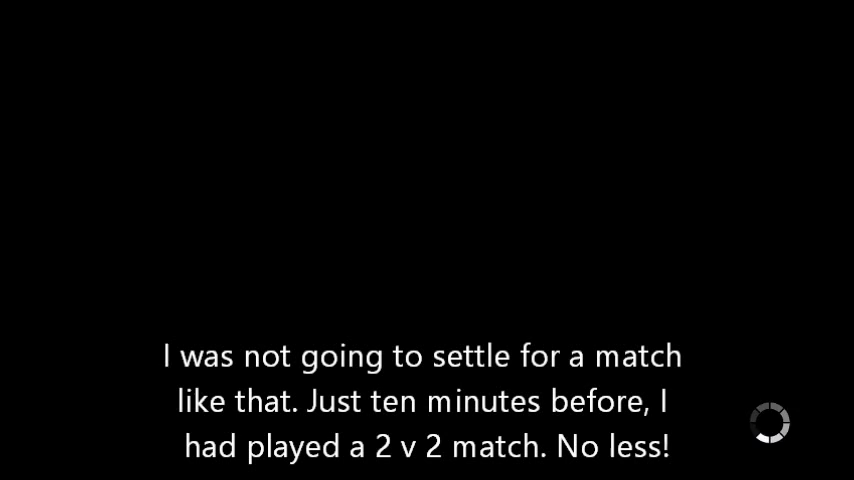 I was not going to settle for a match
like that. Just ten minutes before, I
had played a 2 v 2 match. No less!